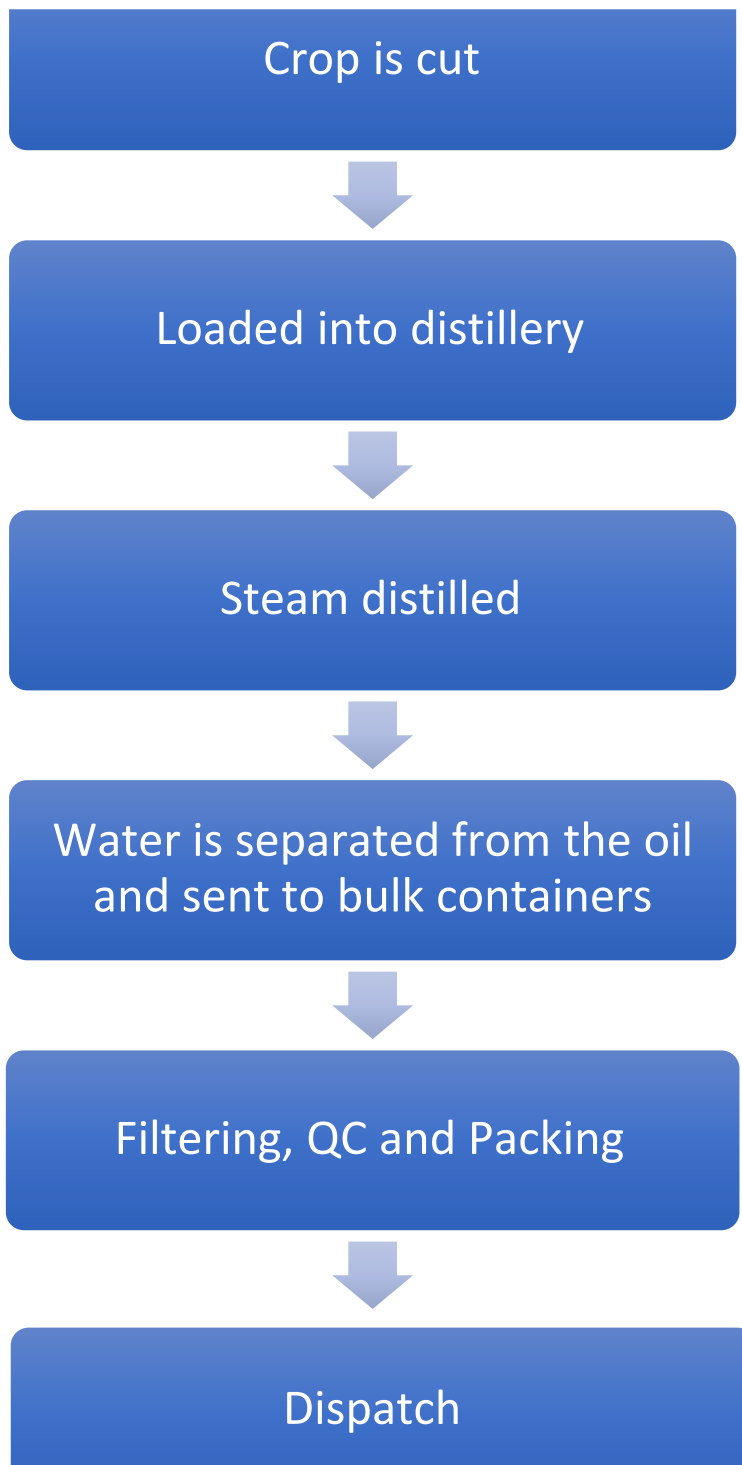 Crop is cut
Loaded into distillery
Steam distilled
Water is separated from the oil
and sent to bulk containers
Filtering, QC and Packing
Dispatch